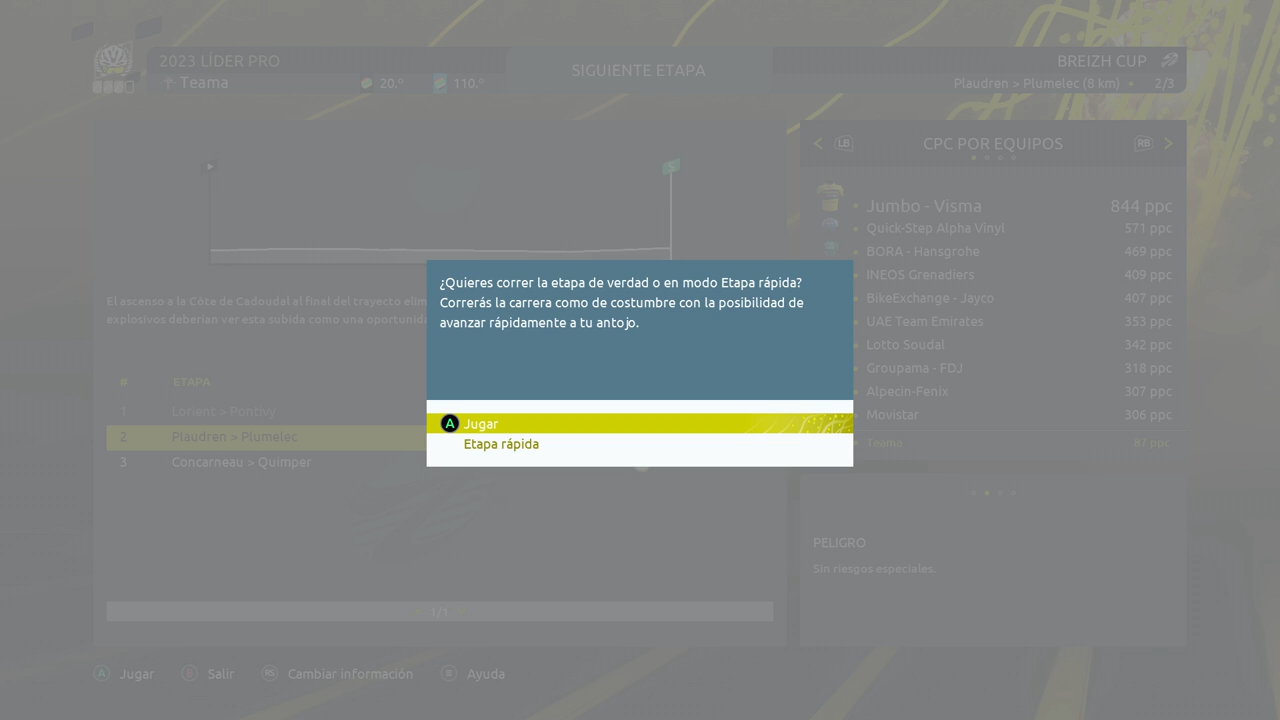 2023 LÍDER PRO
Teama
20.º
110.º
SIGUIENTE ETAPA
BREIZH CUP
Plaudren > Plumelec (8 km)
2/3
LB
CPC POR EQUIPOS
RB
Jumbo - Visma 844 ppc
Quick-Step Alpha Vinyl 571 ppc
BORA - Hansgrohe 469 ppc
INEOS Grenadiers 409 ppc
BikeExchange - Jayco 407 ppc
UAE Team Emirates 353 ppc
Lotto Soudal 342 ppc
Groupama - FDJ 318 ppc
Alpecin-Fenix 307 ppc
Movistar 306 ppc
Teama 87 ppc
El ascenso a la Côte de Cadoudal al final del trayecto elim
explosivos deberían ver esta subida como una oportunida
¿Quieres correr la etapa de verdad o en modo Etapa rápida?
Correrás la carrera como de costumbre con la posibilidad de
avanzar rápidamente a tu antojo.
A Jugar
Etapa rápida
# ETAPA
1 Lorient > Pontivy
2 Plaudren > Plumelec
3 Concarneau > Quimper
1/1
PELIGRO
Sin riesgos especiales.
A Jugar
B Salir
RS Cambiar información
Ayuda